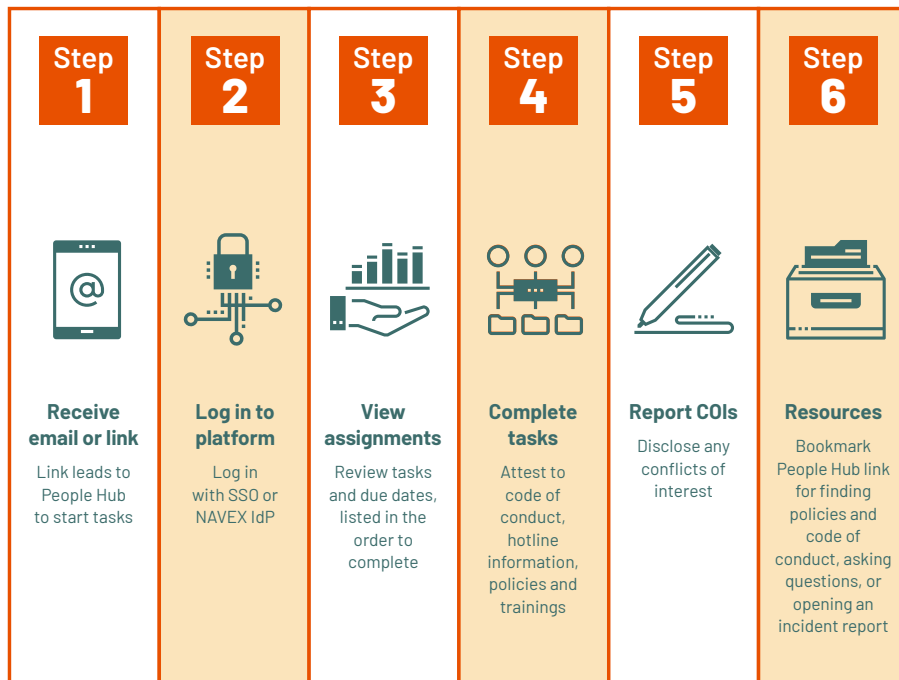 Step
1
Receive
email or link
Link leads to
People Hub
to start tasks
Step
2
Log in to
platform
Log in
with SSO or
NAVEX IdP
Step
3
View
assignments
Review tasks
and due dates,
listed in the
order to
complete
Step
4
Complete
tasks
Attest to
code of
conduct,
hotline
information,
policies and
trainings
Step
5
Report COIs
Disclose any
conflicts of
interest
Step
6
Resources
Bookmark
People Hub link
for finding
policies and
code of
conduct, asking
questions, or
opening an
incident report